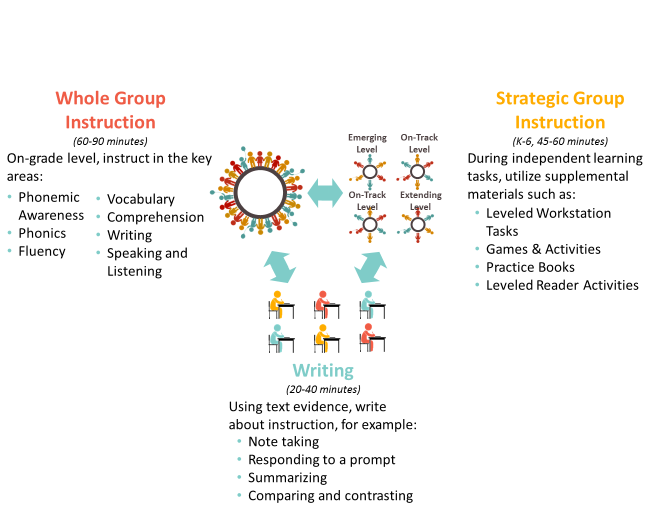 Whole Group
Instruction
(60-90 minutes)
On-grade level, instruct in the key
areas:
• Phonemic
Awareness
• Phonics
• Fluency
• Vocabulary
• Comprehension
• Writing
• Speaking and
Listening
Emerging
Level
On-Track
Level
On-Track
Level
Extending
Level
Strategic Group
Instruction
(K-6, 45-60 minutes)
During independent learning
tasks, utilize supplemental
materials such as:
• Leveled Workstation
Tasks
• Games & Activities
• Practice Books
• Leveled Reader Activities
Writing
(20-40 minutes)
Using text evidence, write
about instruction, for example:
• Note taking
• Responding to a prompt
• Summarizing
• Comparing and contrasting